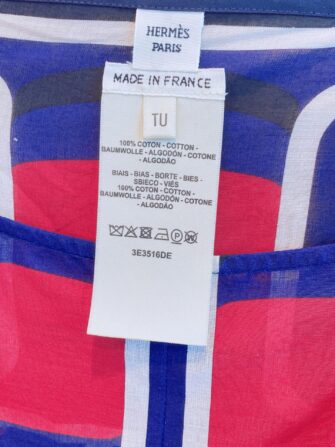 HERMÈS
PARIS
MADE IN FRANCE
TU
100% COTON - COTTON -
BAUMWOLLE - ALGODÓN - COTONE
- ALGODÃO
BIAIS - BIAS - BORTE - BIES -
SBIECO - VIÉS
100% COTON - COTTON -
BAUMWOLLE - ALGODÓN - COTONE
- ALGODÃO
P
3E3516DE